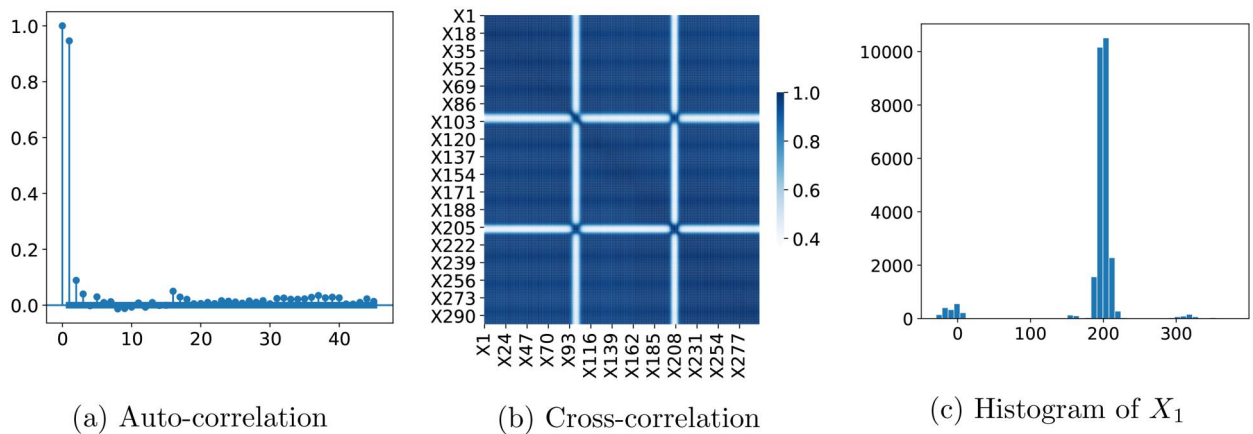 1.0
0.8
0.6
0.4
0.2
0.0
0
10
20
30
40
(a) Auto-correlation
X1
X18
X35
X52
X69
X86
X103
X120
X137
X154
X171
X188
X205
X222
X239
X256
X273
X290
X1
X24
X47
X70
X93
X116
X139
X162
X185
X208
X231
X254
X277
1.0
0.8
0.6
0.4
(b) Cross-correlation
10000
8000
6000
4000
2000
0
0
100
200
300
(c) Histogram of X₁